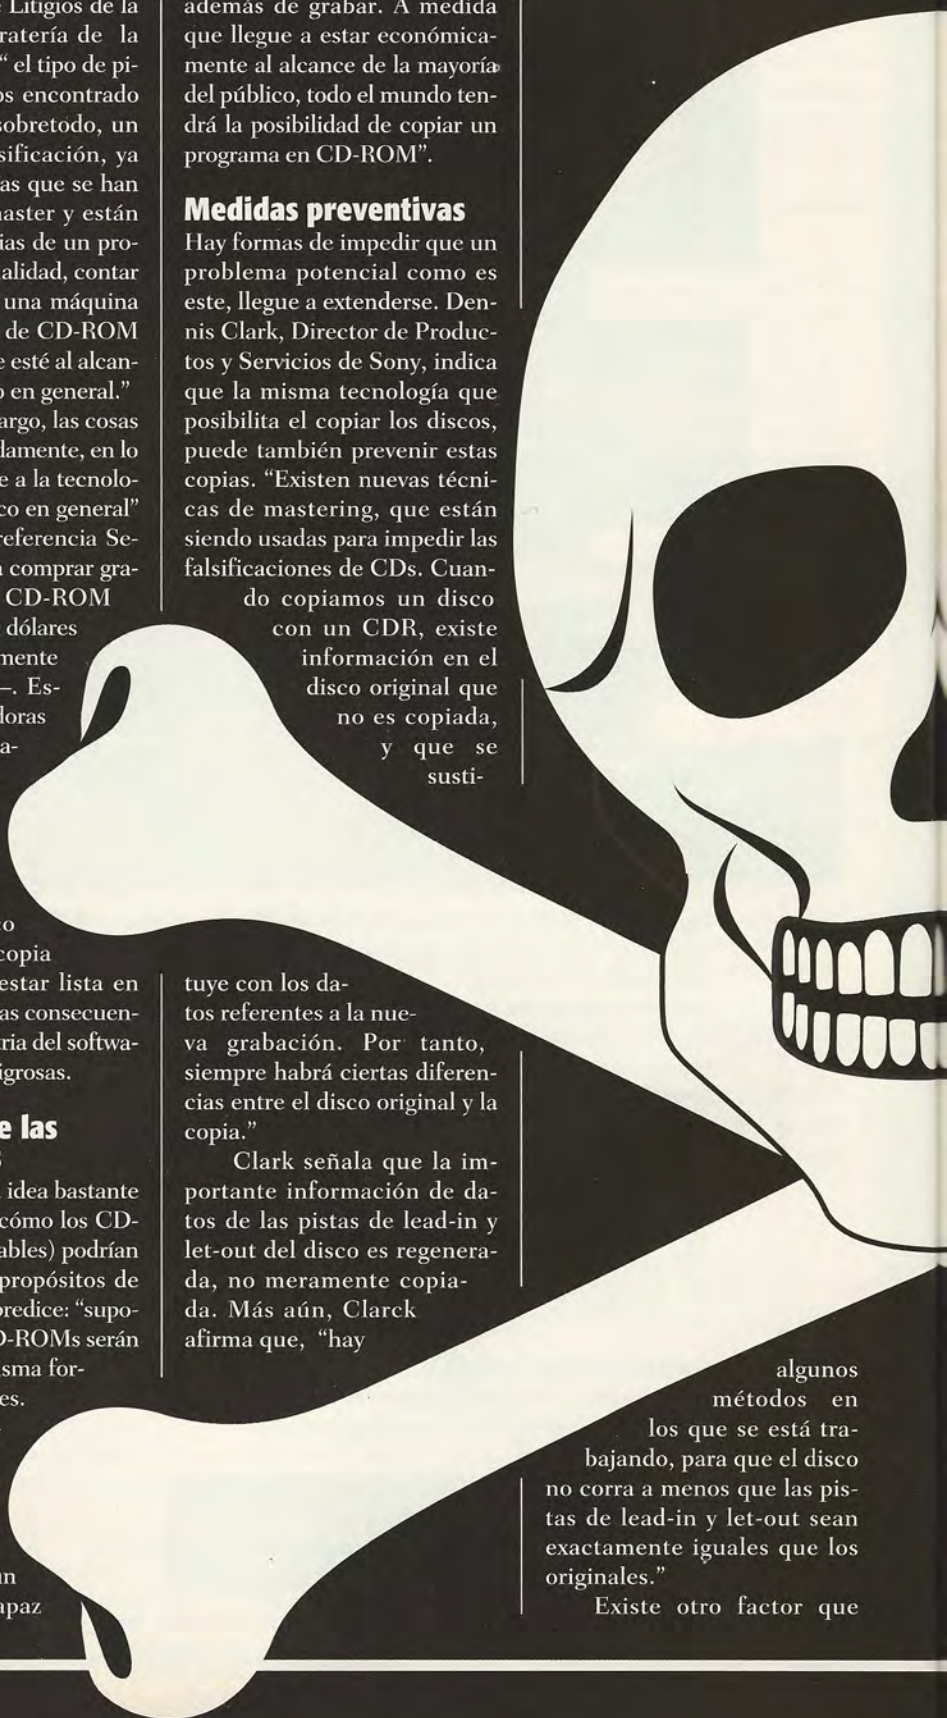 Litigios de la
ratería de la
“ el tipo de pi-
os encontrado
sobretodo, un
sificación, ya
as que se han
aster y están
ias de un pro-
alidad, contar
una máquina
de CD-ROM
e esté al alcan-
o en general.”
argo, las cosas
damente, en lo
e a la tecnolo-
co en general”
referencia Se-
a comprar gra-
CD-ROM
dólares
mente
–. Es-
doras
a-
co
copia
estar lista en
as consecuen-
tria del softwa-
igrosas.
e las
idea bastante
cómo los CD-
ables) podrían
propósitos de
predice: “supo-
D-ROMs serán
isma for-
es.
un
apaz
además de grabar. A medida
que llegue a estar económica-
mente al alcance de la mayoría
del público, todo el mundo ten-
drá la posibilidad de copiar un
programa en CD-ROM”.
Medidas preventivas
Hay formas de impedir que un
problema potencial como es
este, llegue a extenderse. Den-
nis Clark, Director de Produc-
tos y Servicios de Sony, indica
que la misma tecnología que
posibilita el copiar los discos,
puede también prevenir estas
copias. “Existen nuevas técni-
cas de mastering, que están
siendo usadas para impedir las
falsificaciones de CDs. Cuan-
do copiamos un disco
con un CDR, existe
información en el
disco original que
no es copiada,
y que se
susti-
tuye con los da-
tos referentes a la nue-
va grabación. Por tanto,
siempre habrá ciertas diferen-
cias entre el disco original y la
copia.”
Clark señala que la im-
portante información de da-
tos de las pistas de lead-in y
let-out del disco es regenera-
da, no meramente copia-
da. Más aún, Clarck
afirma que, “hay
algunos
métodos en
los que se está tra-
bajando, para que el disco
no corra a menos que las pis-
tas de lead-in y let-out sean
exactamente iguales que los
originales.”
Existe otro factor que